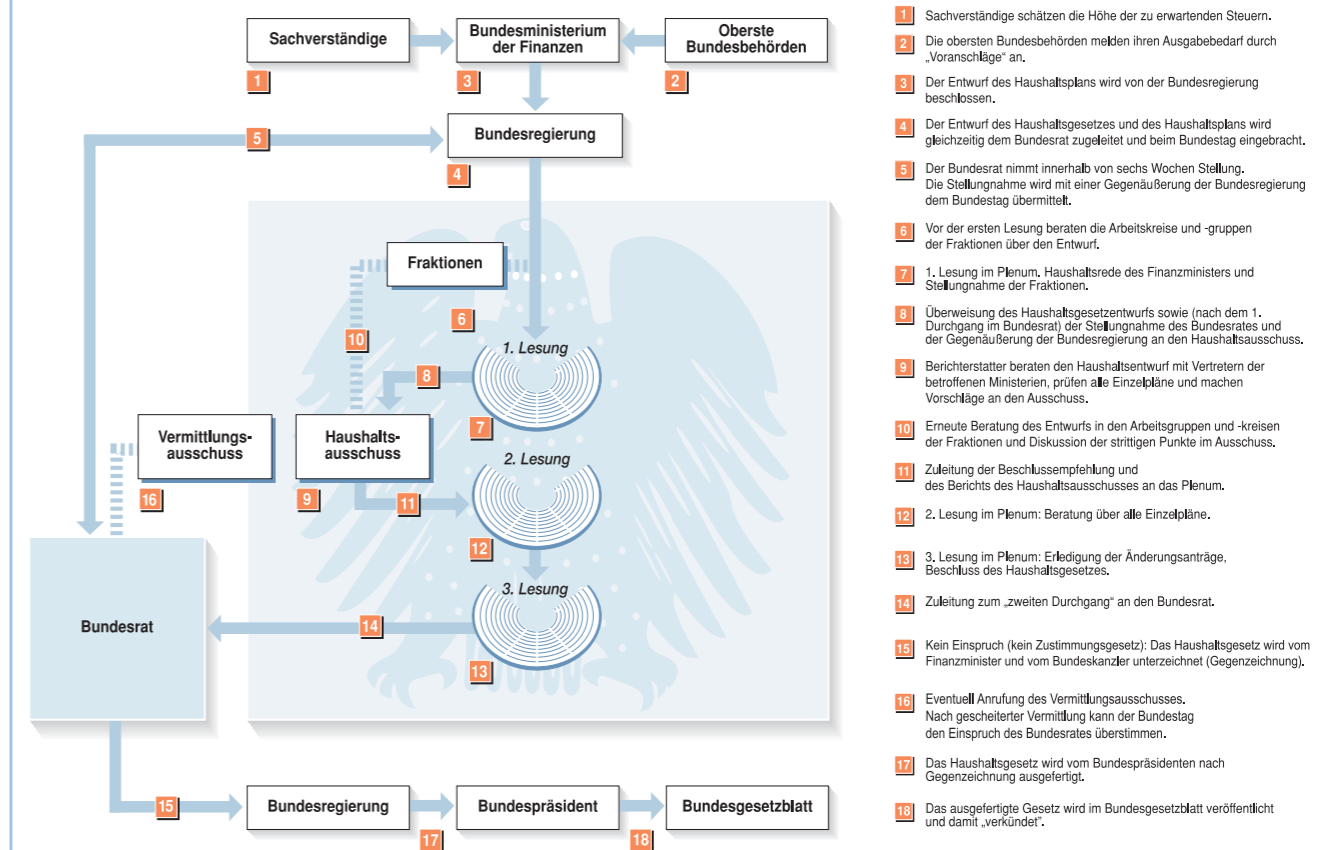 Sachverständige
Bundesministerium
der Finanzen
Oberste
Bundesbehörden
1
3
2
5
Bundesregierung
4
Fraktionen
6
10
1. Lesung
8
7
Vermittlungs-
ausschuss
Haushalts-
ausschuss
2. Lesung
16
9
11
12
3. Lesung
Bundesrat
14
13
15
Bundesregierung
Bundespräsident
Bundesgesetzblatt
17
18
1 Sachverständige schätzen die Höhe der zu erwartenden Steuern.
2 Die obersten Bundesbehörden melden ihren Ausgabebedarf durch
„Voranschläge“ an.
3 Der Entwurf des Haushaltsplans wird von der Bundesregierung
beschlossen.
4 Der Entwurf des Haushaltsgesetzes und des Haushaltsplans wird
gleichzeitig dem Bundesrat zugeleitet und beim Bundestag eingebracht.
5 Der Bundesrat nimmt innerhalb von sechs Wochen Stellung.
Die Stellungnahme wird mit einer Gegenäußerung der Bundesregierung
dem Bundestag übermittelt.
6 Vor der ersten Lesung beraten die Arbeitskreise und -gruppen
der Fraktionen über den Entwurf.
7 1. Lesung im Plenum. Haushaltsrede des Finanzministers und
Stellungnahme der Fraktionen.
8 Überweisung des Haushaltsgesetzentwurfs sowie (nach dem 1.
Durchgang im Bundesrat) der Stellungnahme des Bundesrates und
der Gegenäußerung der Bundesregierung an den Haushaltsausschuss.
9 Berichterstatter beraten den Haushaltsentwurf mit Vertretern der
betroffenen Ministerien, prüfen alle Einzelpläne und machen
Vorschläge an den Ausschuss.
10 Erneute Beratung des Entwurfs in den Arbeitsgruppen und -kreisen
der Fraktionen und Diskussion der strittigen Punkte im Ausschuss.
11 Zuleitung der Beschlussempfehlung und
des Berichts des Haushaltsausschusses an das Plenum.
12 2. Lesung im Plenum: Beratung über alle Einzelpläne.
13 3. Lesung im Plenum: Erledigung der Änderungsanträge,
Beschluss des Haushaltsgesetzes.
14 Zuleitung zum „zweiten Durchgang“ an den Bundesrat.
15 Kein Einspruch (kein Zustimmungsgesetz): Das Haushaltsgesetz wird vom
Finanzminister und vom Bundeskanzler unterzeichnet (Gegenzeichnung).
16 Eventuell Anrufung des Vermittlungsausschusses.
Nach gescheiterter Vermittlung kann der Bundestag
den Einspruch des Bundesrates überstimmen.
17 Das Haushaltsgesetz wird vom Bundespräsidenten nach
Gegenzeichnung ausgefertigt.
18 Das ausgefertigte Gesetz wird im Bundesgesetzblatt veröffentlicht
und damit „verkündet“.